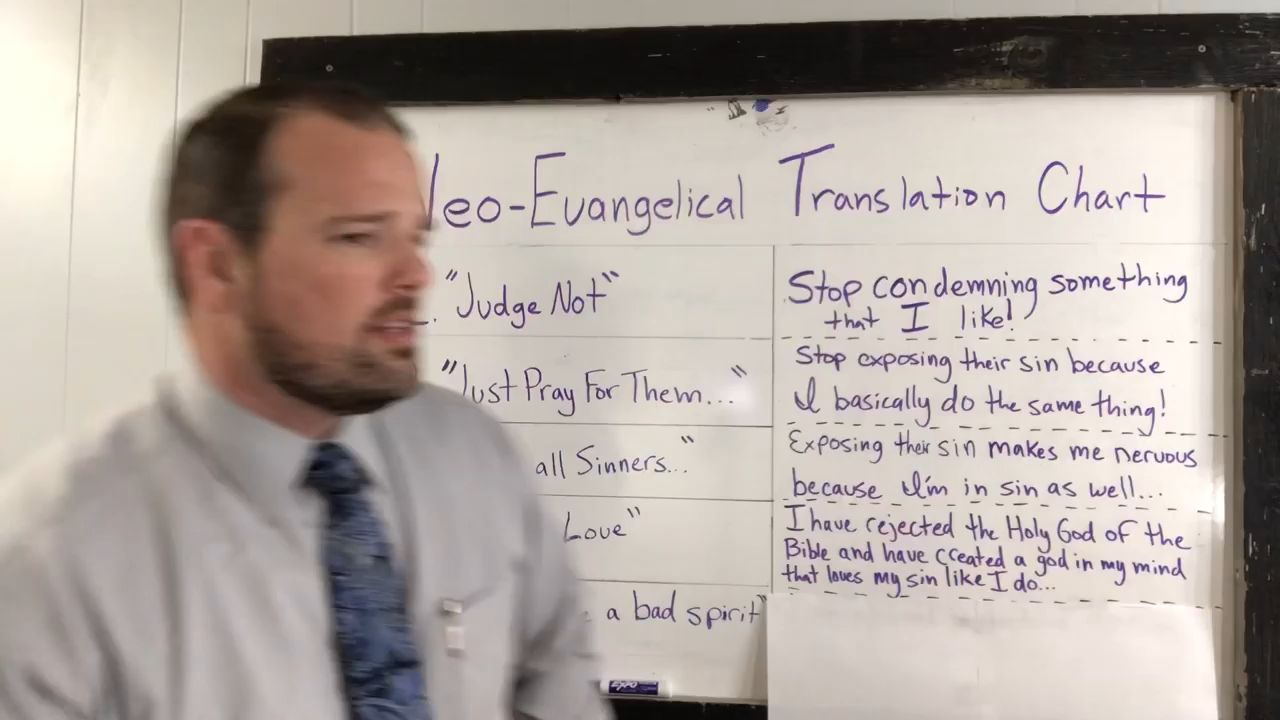 Neo-Evangelical Translation Chart
"Judge Not"
Stop condemning something
that I like!
"Just Pray For Them..."
Stop exposing their sin because
I basically do the same thing!
all Sinners..."
Exposing their sin makes me nervous
because I'm in sin as well...
Love"
I have rejected the Holy God of the
Bible and have created a god in my mind
that loves my sin like I do...
a bad spirit"
EXPO